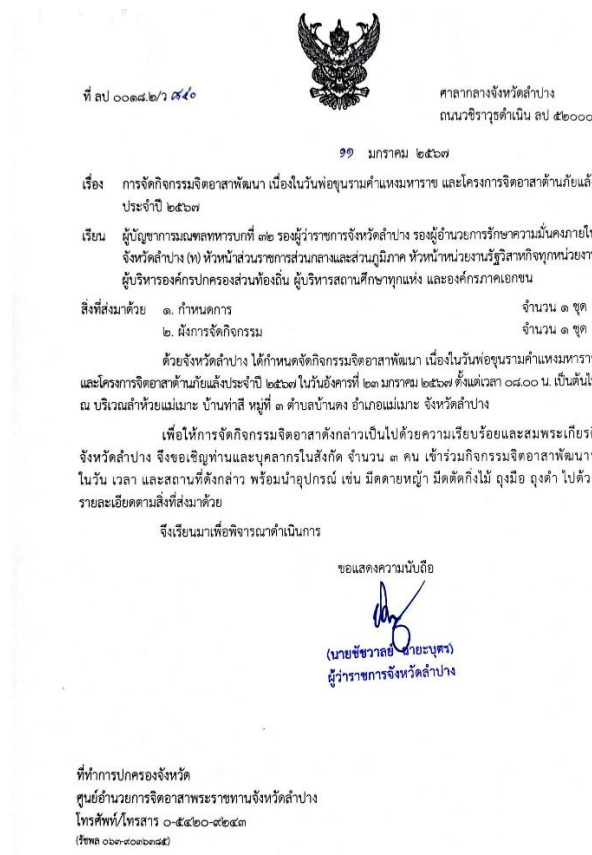 ที่ ลป ๐๐๑๘.๒/ว ๗๔๐
ศาลากลางจังหวัดลำปาง
ถนนวชิราวุธดำเนิน ลป ๕๒๐๐๐
๑๑ มกราคม ๒๕๖๗
เรื่อง การจัดกิจกรรมจิตอาสาพัฒนา เนื่องในวันพ่อขุนรามคำแหงมหาราช และโครงการจิตอาสาต้านภัยแล้ง
ประจำปี ๒๕๖๗
เรียน ผู้บัญชาการมณฑลทหารบกที่ ๓๒ รองผู้ว่าราชการจังหวัดลำปาง รองผู้อำนวยการรักษาความมั่นคงภายใน
จังหวัดลำปาง (ท) หัวหน้าส่วนราชการส่วนกลางและส่วนภูมิภาค หัวหน้าหน่วยงานรัฐวิสาหกิจทุกหน่วยงาน
ผู้บริหารองค์กรปกครองส่วนท้องถิ่น ผู้บริหารสถานศึกษาทุกแห่ง และองค์กรภาคเอกชน
สิ่งที่ส่งมาด้วย ๑. กำหนดการ จำนวน ๑ ชุด
๒. ผังการจัดกิจกรรม จำนวน ๑ ชุด
ด้วยจังหวัดลำปาง ได้กำหนดจัดกิจกรรมจิตอาสาพัฒนา เนื่องในวันพ่อขุนรามคำแหงมหาราช
และโครงการจิตอาสาต้านภัยแล้งประจำปี ๒๕๖๗ ในวันอังคารที่ ๒๓ มกราคม ๒๕๖๗ ตั้งแต่เวลา ๐๘.๐๐ น. เป็นต้นไป
ณ บริเวณลำห้วยแม่เมาะ บ้านท่าสี หมู่ที่ ๓ ตำบลบ้านดง อำเภอแม่เมาะ จังหวัดลำปาง
เพื่อให้การจัดกิจกรรมจิตอาสาดังกล่าวเป็นไปด้วยความเรียบร้อยและสมพระเกียรติ
จังหวัดลำปาง จึงขอเชิญท่านและบุคลากรในสังกัด จำนวน ๓ คน เข้าร่วมกิจกรรมจิตอาสาพัฒนา
ในวัน เวลา และสถานที่ดังกล่าว พร้อมนำอุปกรณ์ เช่น มีดดายหญ้า มีดตัดกิ่งไม้ ถุงมือ ถุงดำ ไปด้วย
รายละเอียดตามสิ่งที่ส่งมาด้วย
จึงเรียนมาเพื่อพิจารณาดำเนินการ
ขอแสดงความนับถือ
(นายชัชวาลย์ ฉายะบุตร)
ผู้ว่าราชการจังหวัดลำปาง
ที่ทำการปกครองจังหวัด
ศูนย์อำนวยการจิตอาสาพระราชทานจังหวัดลำปาง
โทรศัพท์/โทรสาร ๐-๕๔๒๐-๙๒๔๓
(รัชพล ๐๖๓-๙๐๓๖๓๘๕)